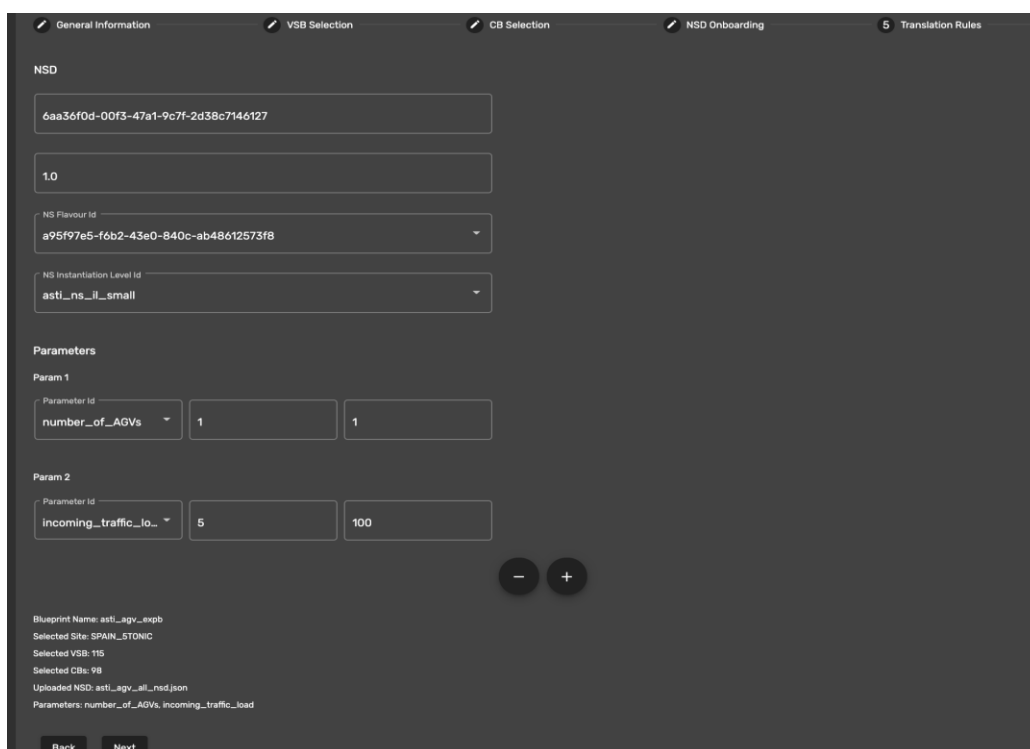 General Information VSB Selection CB Selection NSD Onboarding 5 Translation Rules
NSD
6aa36f0d-00f3-47a1-9c7f-2d38c7146127
1.0
NS Flavour Id
a95f97e5-f6b2-43e0-840c-ab48612573f8
NS Instantiation Level Id
asti_ns_il_small
Parameters
Param 1
Parameter Id
number_of_AGVs 1 1
Param 2
Parameter Id
incoming_traffic_lo... 5 100
− +
Blueprint Name: asti_agv_expb
Selected Site: SPAIN_5TONIC
Selected VSB: 115
Selected CBs: 98
Uploaded NSD: asti_agv_all_nsd.json
Parameters: number_of_AGVs, incoming_traffic_load
Back Next